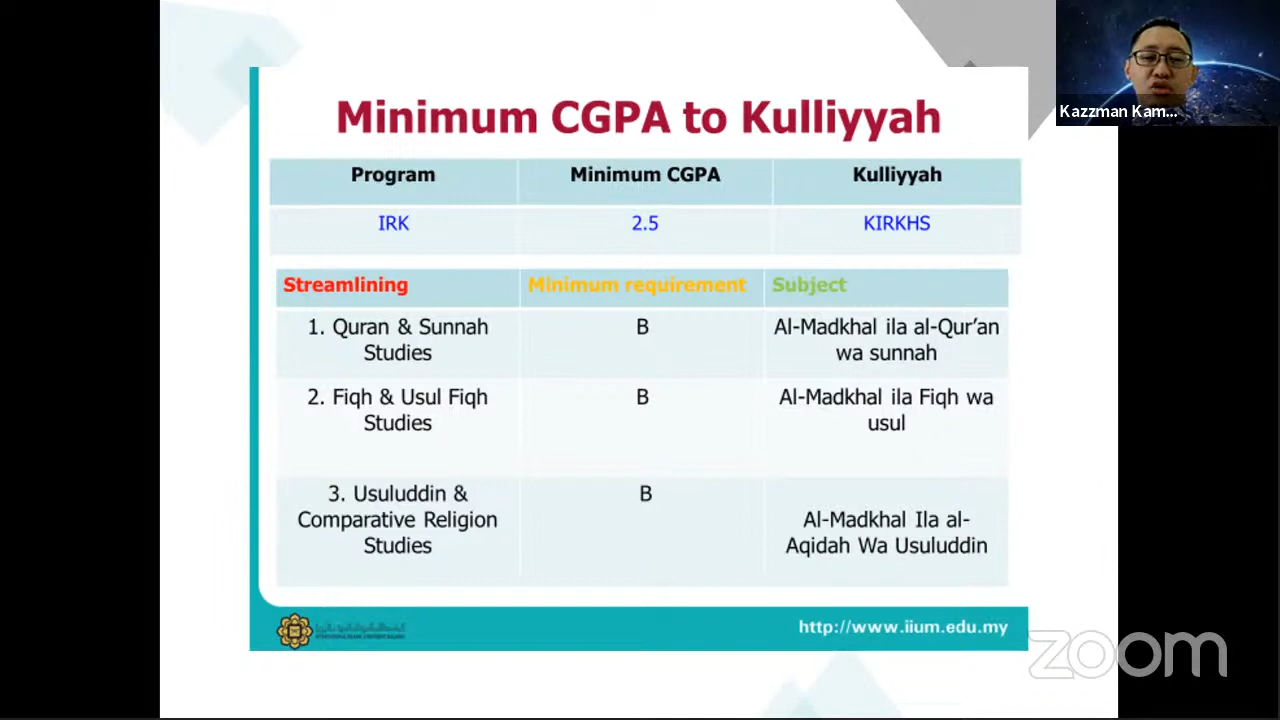 Minimum CGPA to Kulliyyah
Kazzman Kam...
Program Minimum CGPA Kulliyyah
IRK 2.5 KIRKHS
Streamlining Minimum requirement Subject
1. Quran & Sunnah B Al-Madkhal ila al-Qur’an
Studies wa sunnah
2. Fiqh & Usul Fiqh B Al-Madkhal ila Fiqh wa
Studies usul
3. Usuluddin & B
Comparative Religion Al-Madkhal Ila al-
Studies Aqidah Wa Usuluddin
http://www.iium.edu.my
zoom